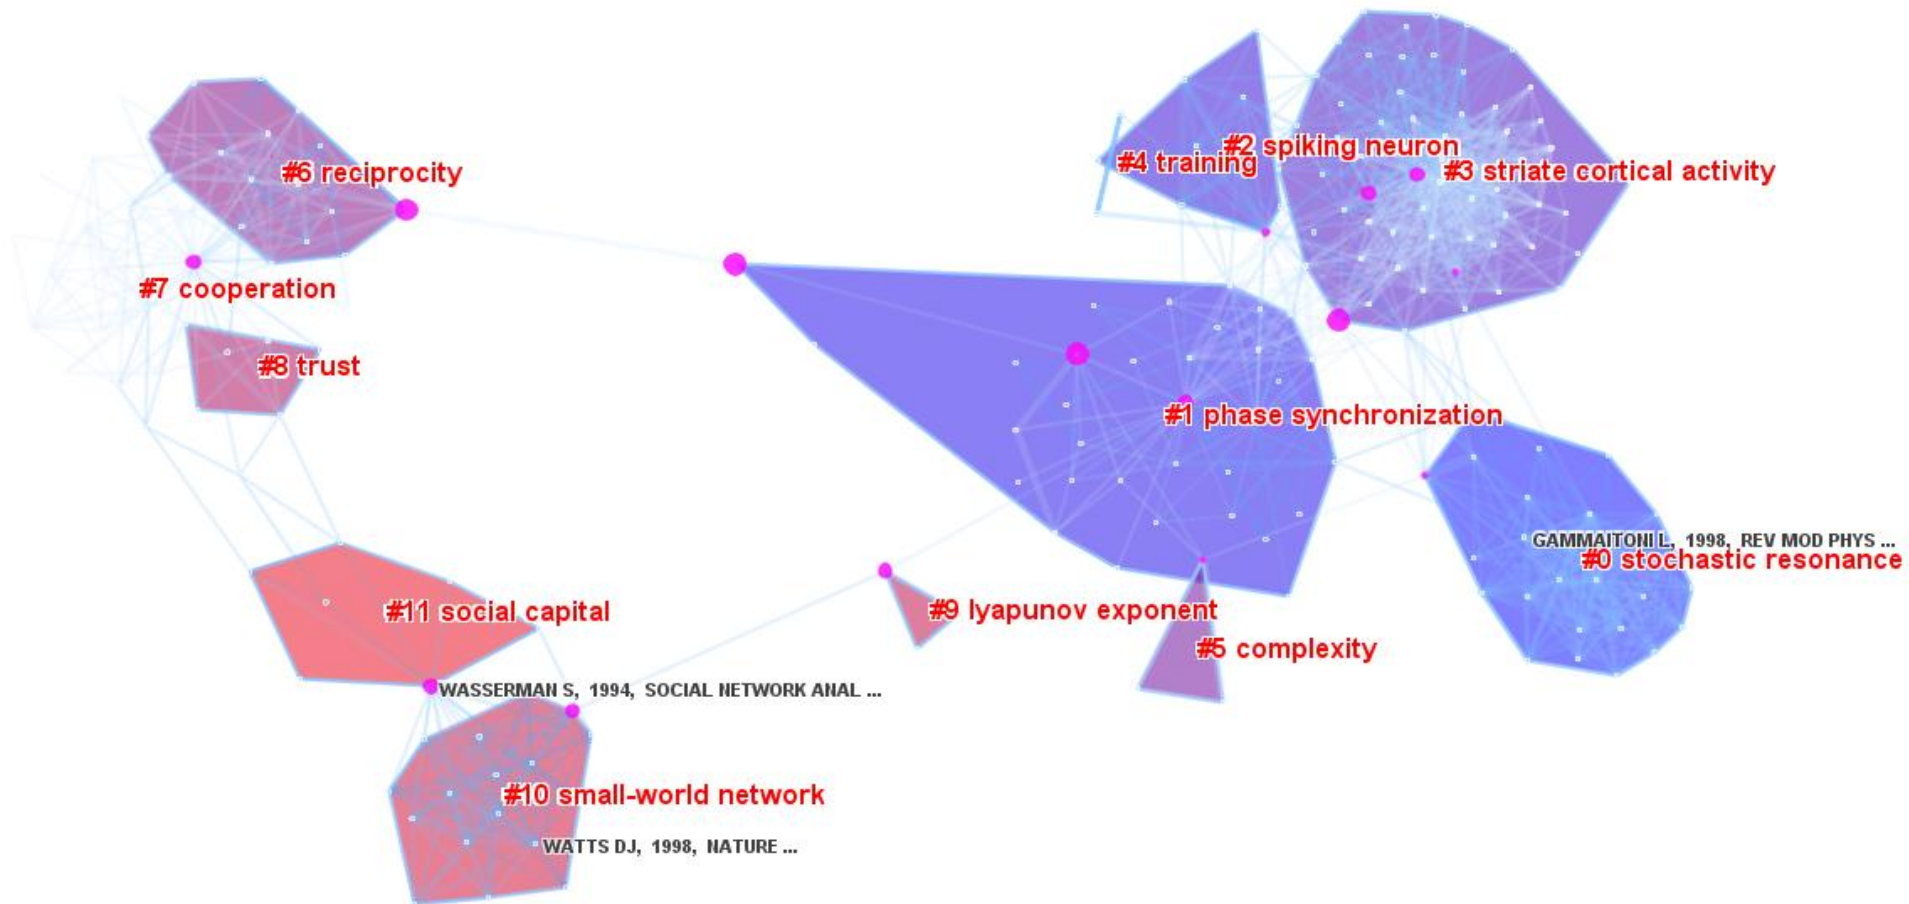 #2 spiking neuron
#4 training
#3 striate cortical activity
#6 reciprocity
#7 cooperation
#8 trust
#1 phase synchronization
GAMMAITONI L, 1998, REV MOD PHYS ...
#0 stochastic resonance
#11 social capital
#9 lyapunov exponent
#5 complexity
WASSERMAN S, 1994, SOCIAL NETWORK ANAL ...
#10 small-world network
WATTS DJ, 1998, NATURE ...